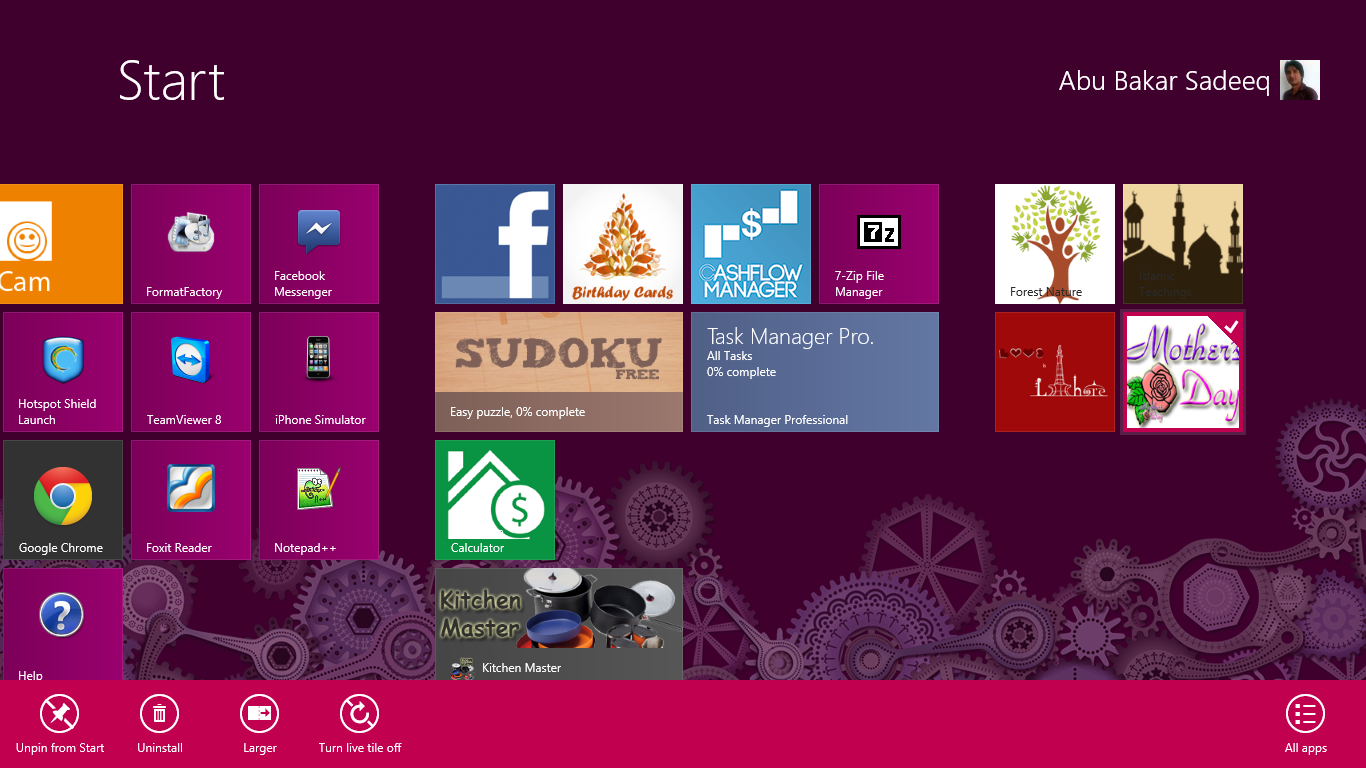 Start
Abu Bakar Sadeeq
Cam
FormatFactory
Facebook
Messenger
f
Birthday Cards
$
CASHFLOW
MANAGER
7z
7-Zip File
Manager
Forest Nature
Islamic
Teachings
Hotspot Shield
Launch
TeamViewer 8
iPhone Simulator
SUDOKU
FREE
Easy puzzle, 0% complete
Task Manager Pro.
All Tasks
0% complete
Task Manager Professional
LOVE
is
Lahore
Mothers
Day
Google Chrome
Foxit Reader
Notepad++
$
Calculator
?
Help
Kitchen
Master
Kitchen Master
Unpin from Start
Uninstall
Larger
Turn live tile off
All apps